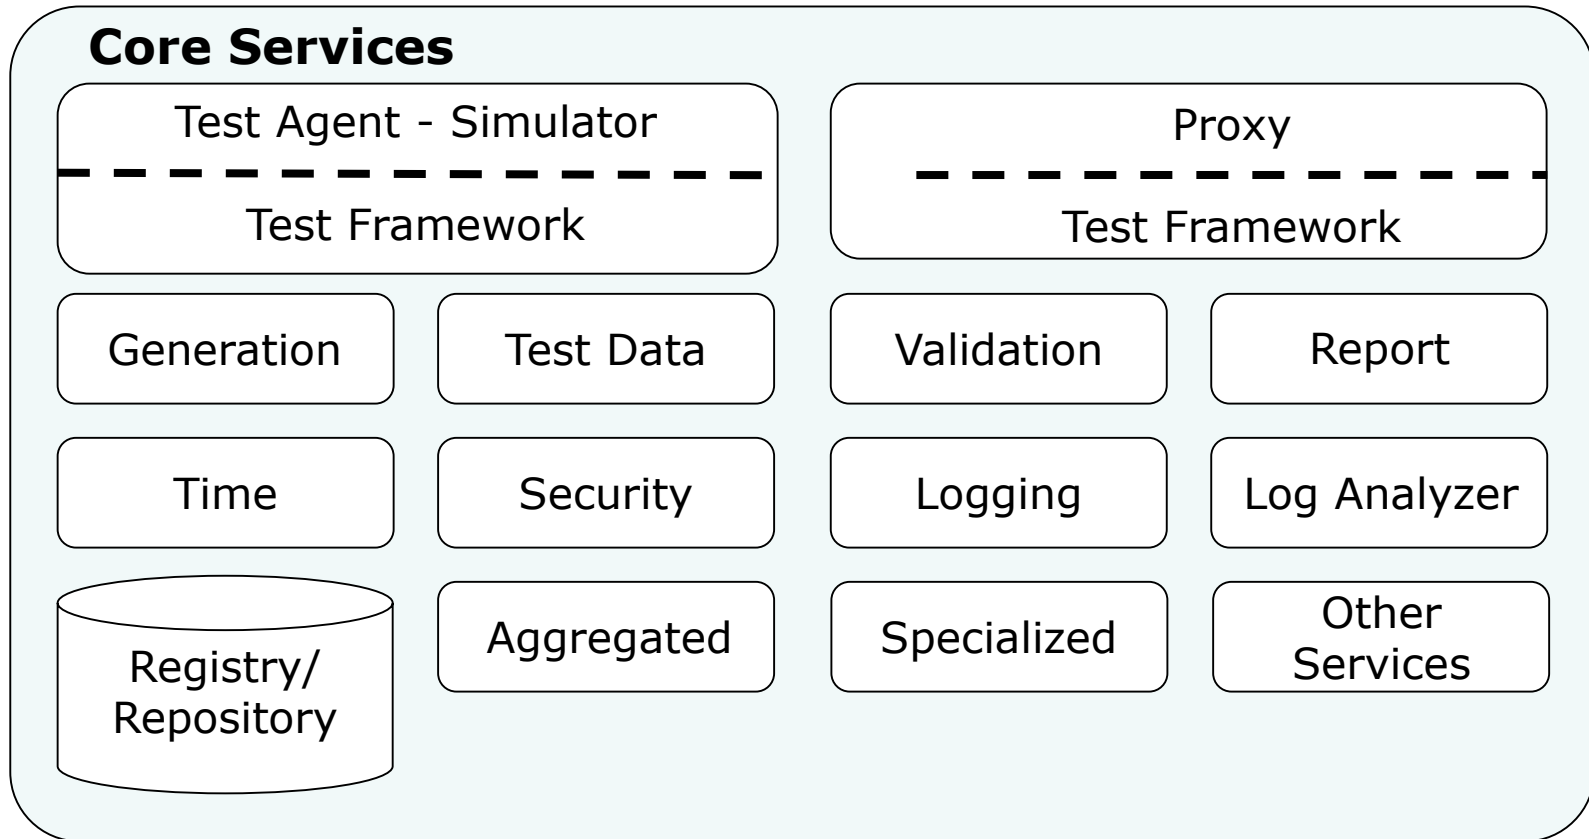 Core Services
Test Agent - Simulator
Test Framework
Proxy
Test Framework
Generation
Test Data
Validation
Report
Time
Security
Logging
Log Analyzer
Registry/
Repository
Aggregated
Specialized
Other
Services